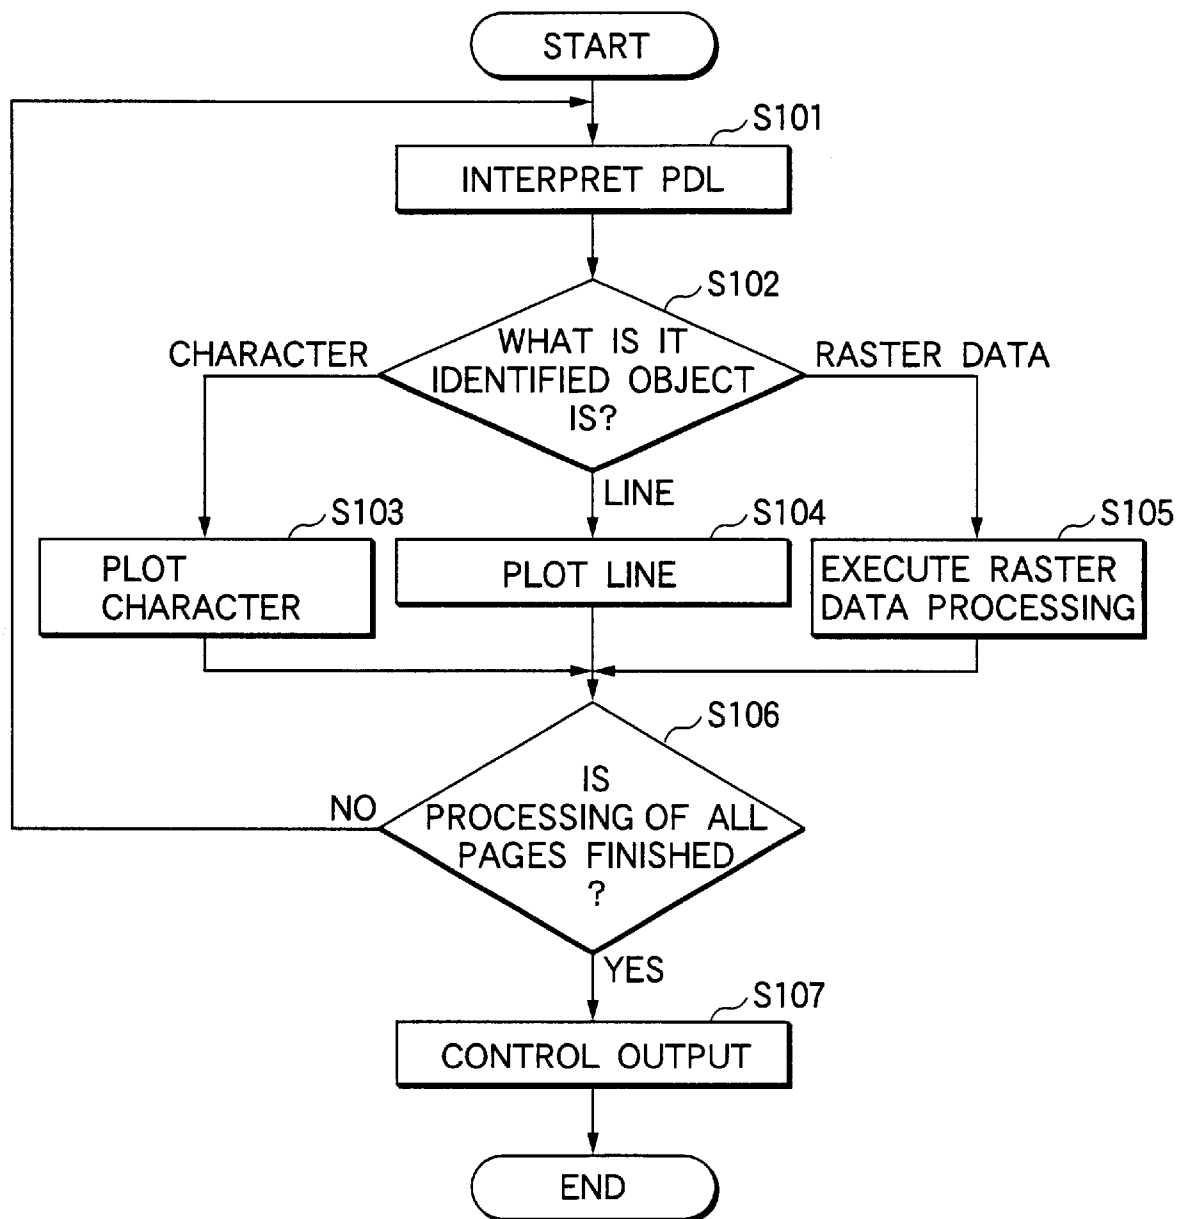 START
S101
INTERPRET PDL
S102
WHAT IS IT
IDENTIFIED OBJECT
IS?
CHARACTER
RASTER DATA
LINE
S103
PLOT
CHARACTER
S104
PLOT LINE
S105
EXECUTE RASTER
DATA PROCESSING
S106
IS
PROCESSING OF ALL
PAGES FINISHED
?
NO
YES
S107
CONTROL OUTPUT
END